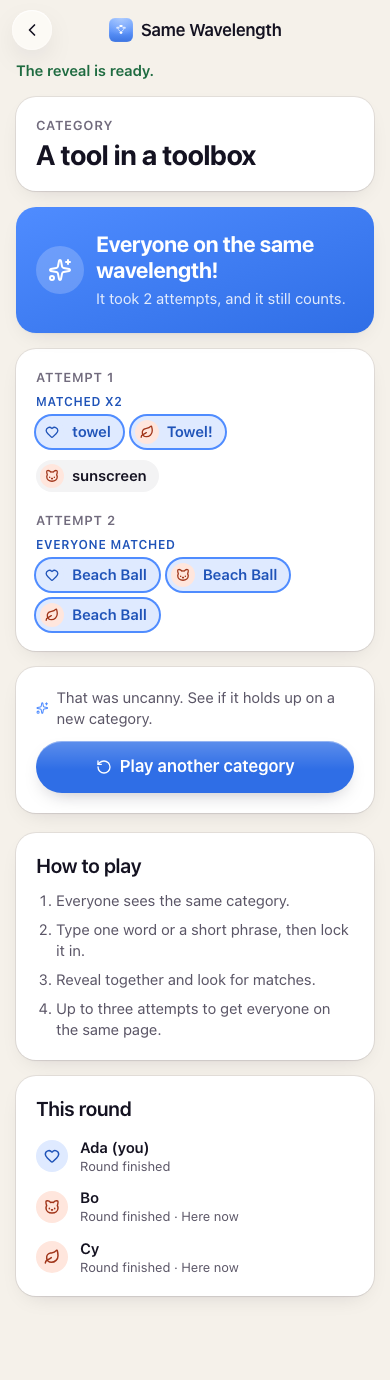 Same Wavelength
The reveal is ready.
CATEGORY
A tool in a toolbox
Everyone on the same
wavelength!
It took 2 attempts, and it still counts.
ATTEMPT 1
MATCHED X2
towel Towel!
sunscreen
ATTEMPT 2
EVERYONE MATCHED
Beach Ball Beach Ball
Beach Ball
That was uncanny. See if it holds up on a
new category.
Play another category
How to play
1. Everyone sees the same category.
2. Type one word or a short phrase, then lock
it in.
3. Reveal together and look for matches.
4. Up to three attempts to get everyone on
the same page.
This round
Ada (you)
Round finished
Bo
Round finished · Here now
Cy
Round finished · Here now